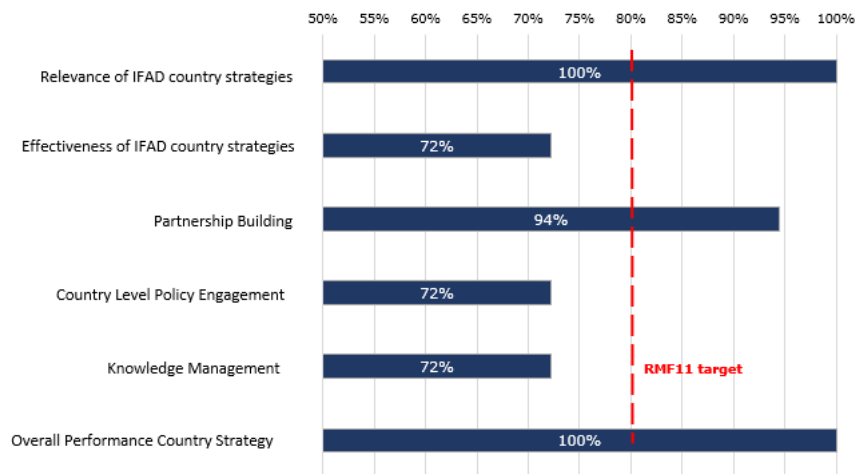 50% 55% 60% 65% 70% 75% 80% 85% 90% 95% 100%
Relevance of IFAD country strategies 100%
Effectiveness of IFAD country strategies 72%
Partnership Building 94%
Country Level Policy Engagement 72%
Knowledge Management 72% RMF11 target
Overall Performance Country Strategy 100%